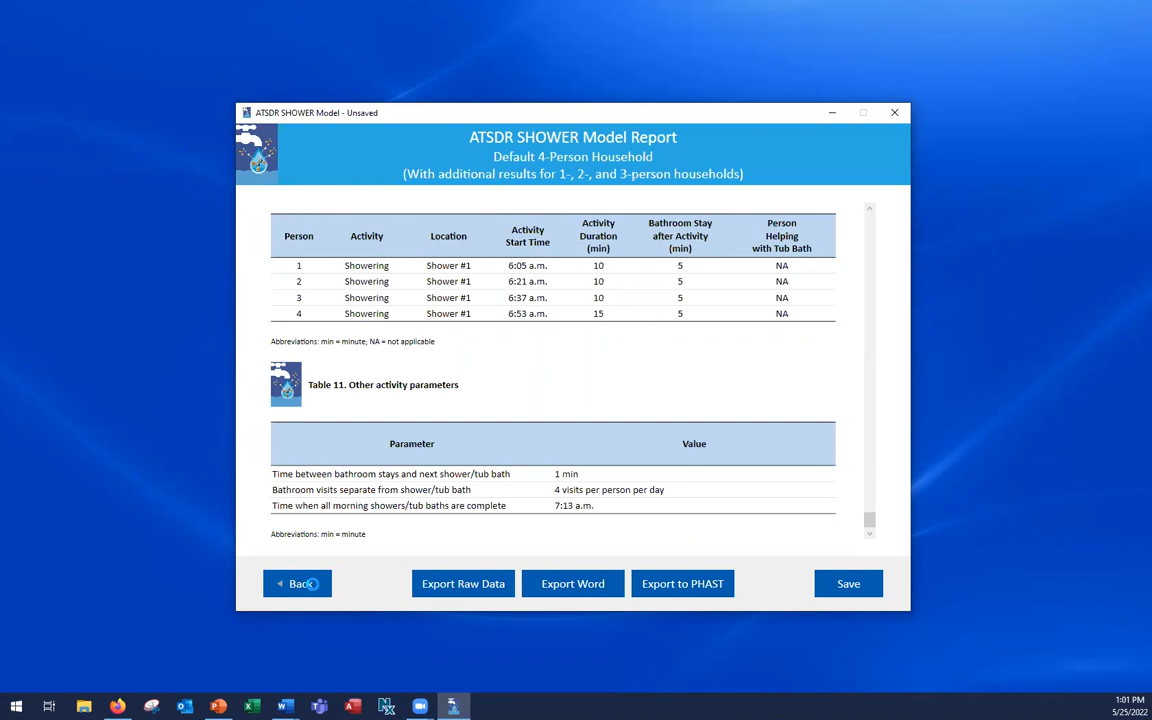 ATSDR SHOWER Model - Unsaved
ATSDR SHOWER Model Report
Default 4-Person Household
(With additional results for 1-, 2-, and 3-person households)
Person Activity Location Activity Start Time Activity Duration (min) Bathroom Stay after Activity (min) Person Helping with Tub Bath
1 Showering Shower #1 6:05 a.m. 10 5 NA
2 Showering Shower #1 6:21 a.m. 10 5 NA
3 Showering Shower #1 6:37 a.m. 10 5 NA
4 Showering Shower #1 6:53 a.m. 15 5 NA
Abbreviations: min = minute; NA = not applicable
Table 11. Other activity parameters
Parameter Value
Time between bathroom stays and next shower/tub bath 1 min
Bathroom visits separate from shower/tub bath 4 visits per person per day
Time when all morning showers/tub baths are complete 7:13 a.m.
Abbreviations: min = minute
Back Export Raw Data Export Word Export to PHAST Save
1:01 PM
5/25/2022